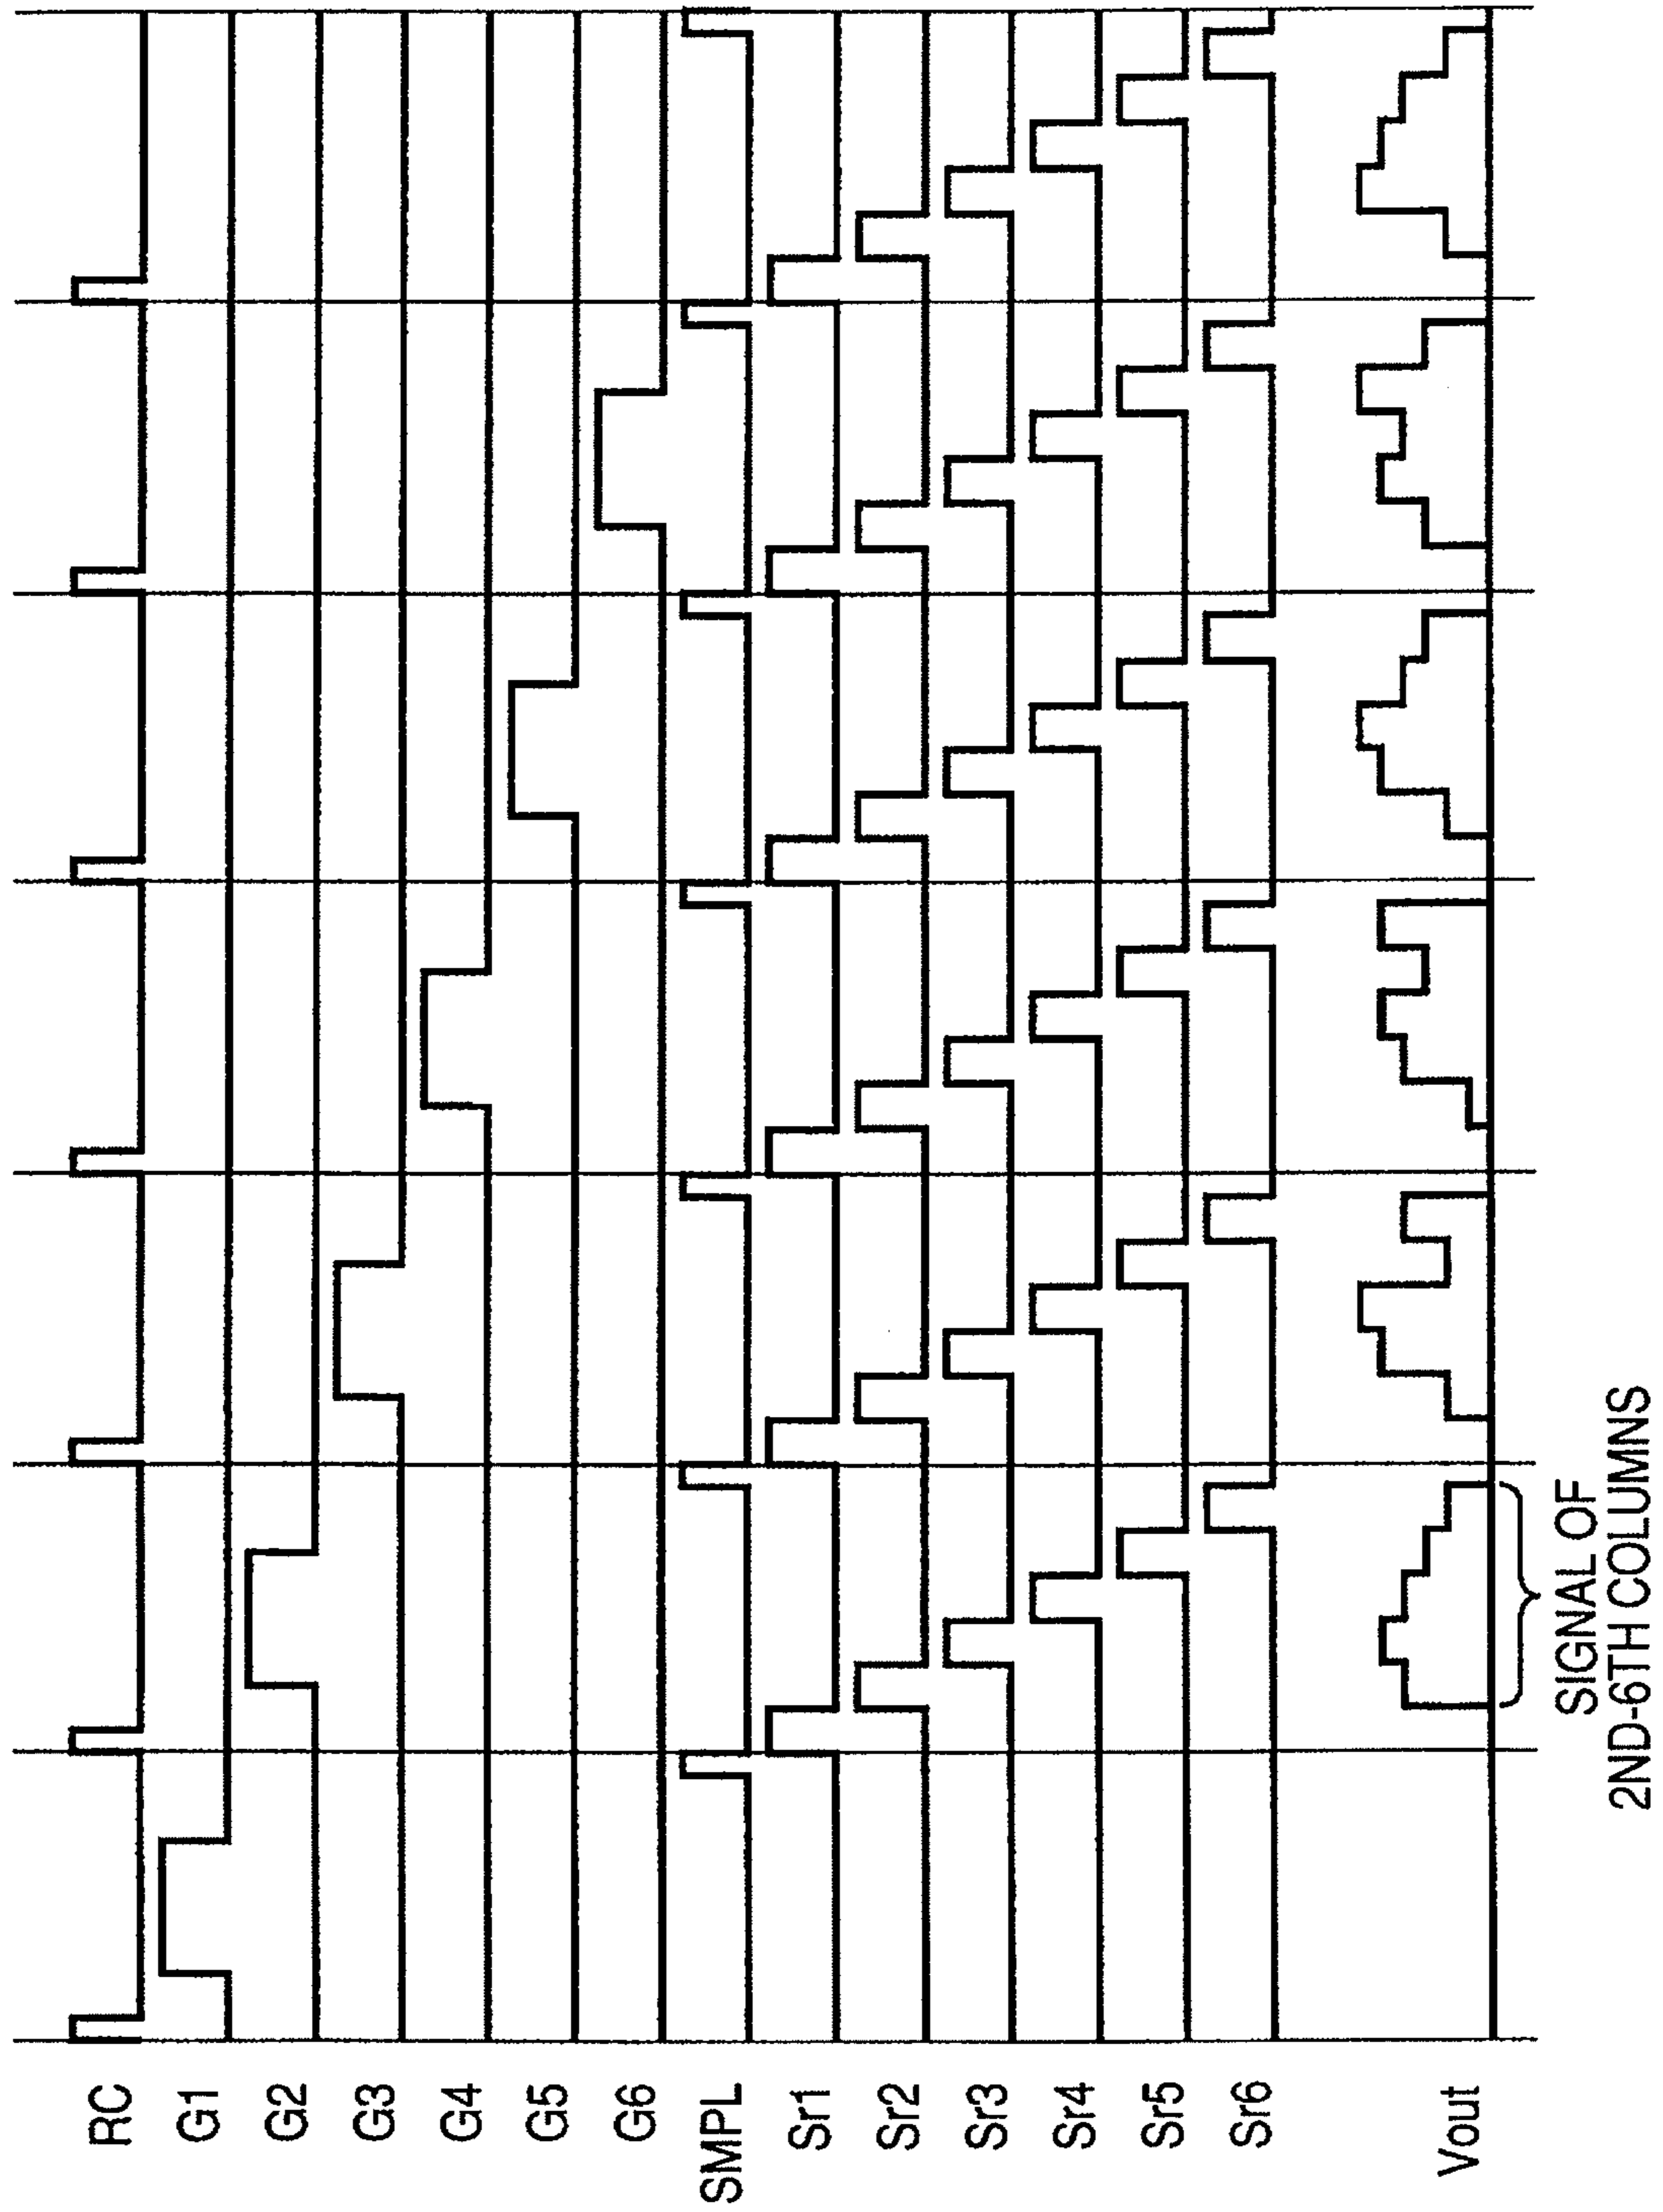 RC
G1
G2
G3
G4
G5
G6
SMPL
Sr1
Sr2
Sr3
Sr4
Sr5
Sr6
Vout
SIGNAL OF
2ND-6TH COLUMNS